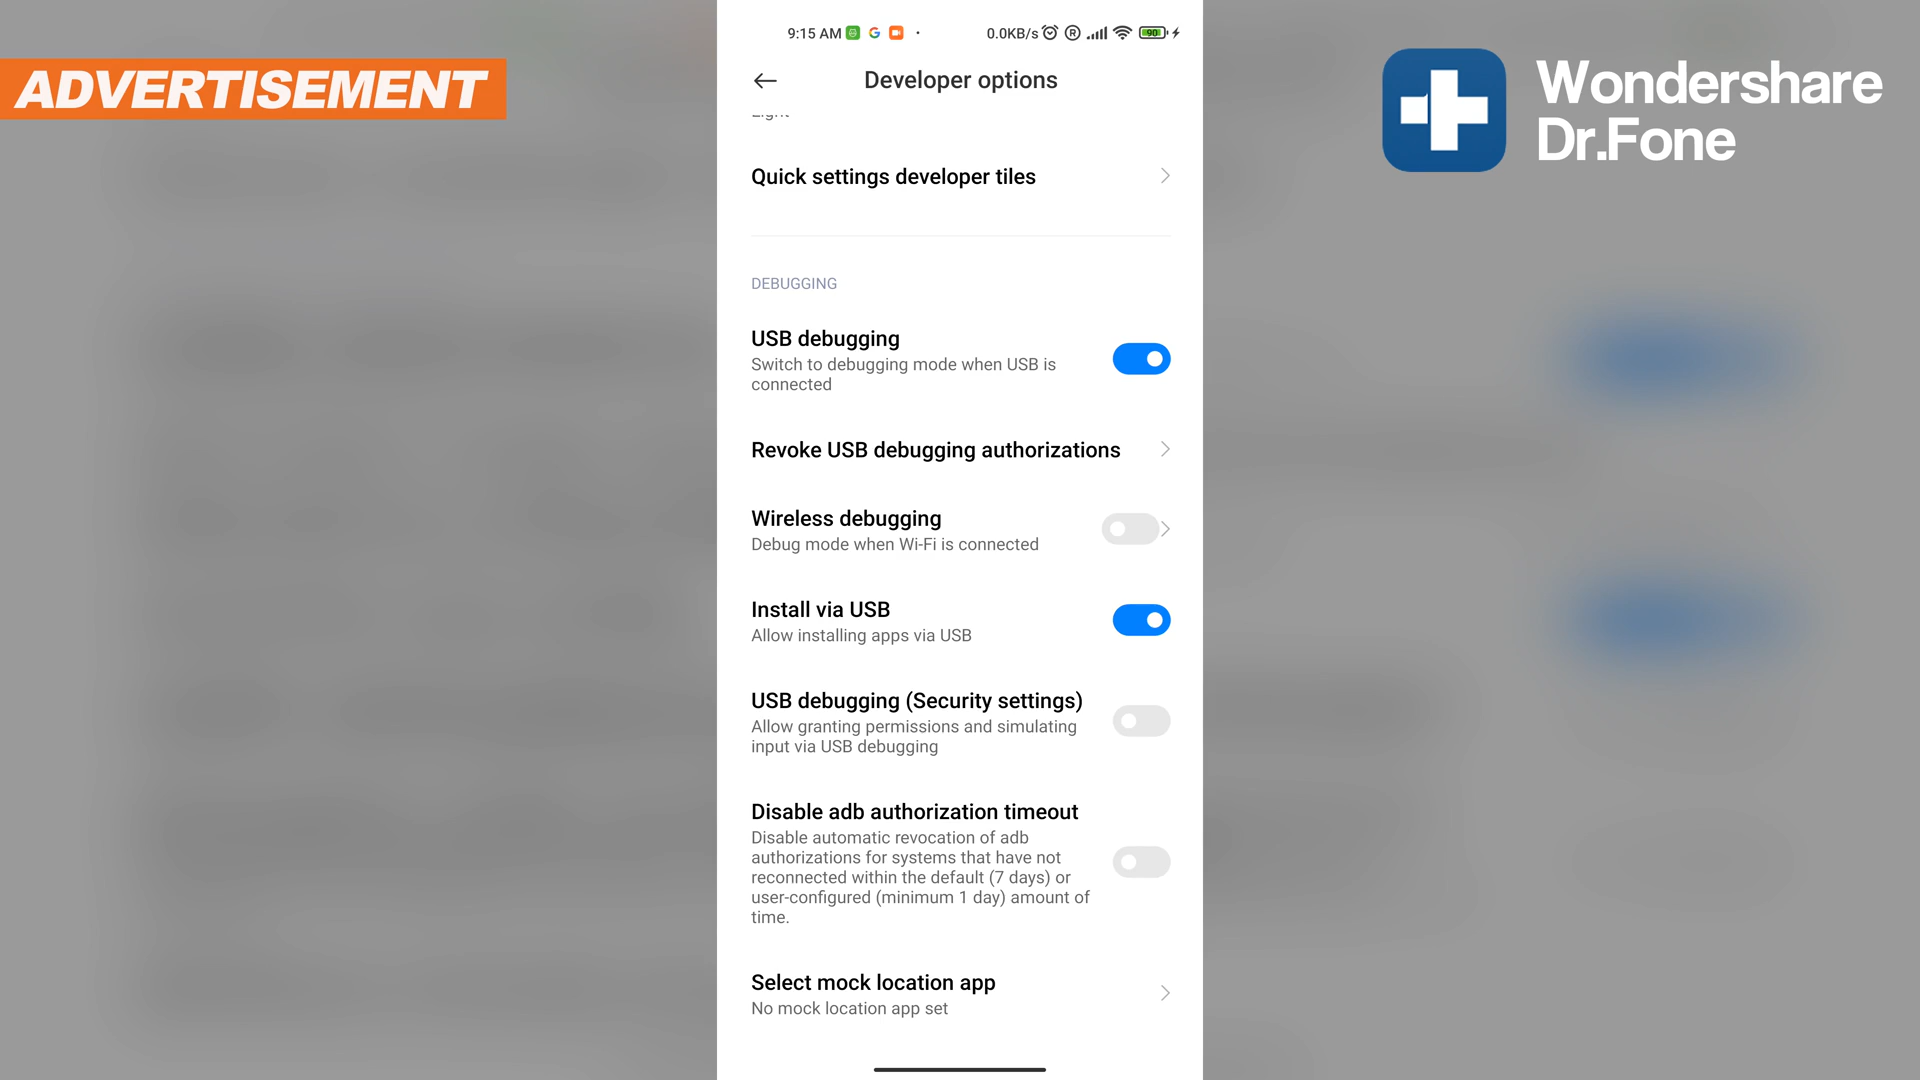 ADVERTISEMENT
9:15 AM
0.0KB/s
90
Developer options
Light
Quick settings developer tiles
DEBUGGING
USB debugging
Switch to debugging mode when USB is
connected
Revoke USB debugging authorizations
Wireless debugging
Debug mode when Wi-Fi is connected
Install via USB
Allow installing apps via USB
USB debugging (Security settings)
Allow granting permissions and simulating
input via USB debugging
Disable adb authorization timeout
Disable automatic revocation of adb
authorizations for systems that have not
reconnected within the default (7 days) or
user-configured (minimum 1 day) amount of
time.
Select mock location app
No mock location app set
Wondershare
Dr.Fone